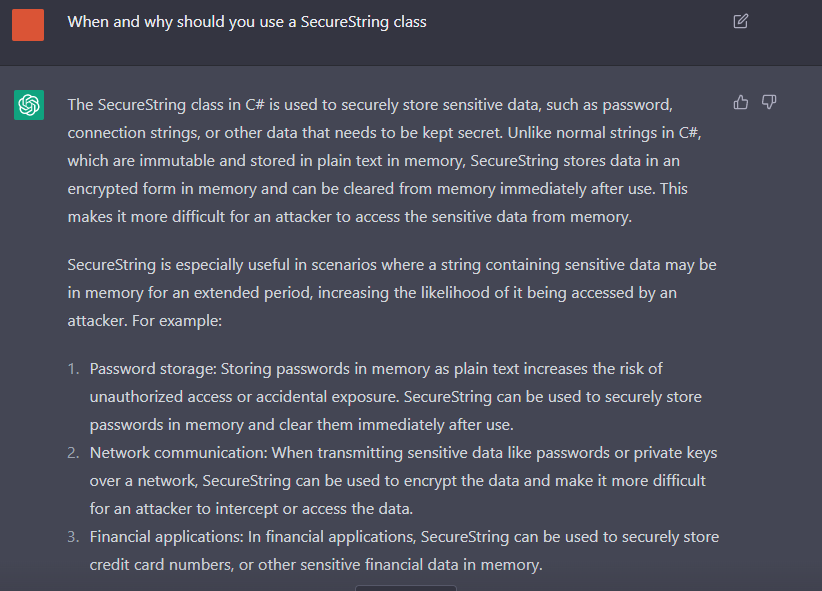 When and why should you use a SecureString class
The SecureString class in C# is used to securely store sensitive data, such as password,
connection strings, or other data that needs to be kept secret. Unlike normal strings in C#,
which are immutable and stored in plain text in memory, SecureString stores data in an
encrypted form in memory and can be cleared from memory immediately after use. This
makes it more difficult for an attacker to access the sensitive data from memory.
SecureString is especially useful in scenarios where a string containing sensitive data may be
in memory for an extended period, increasing the likelihood of it being accessed by an
attacker. For example:
1. Password storage: Storing passwords in memory as plain text increases the risk of
unauthorized access or accidental exposure. SecureString can be used to securely store
passwords in memory and clear them immediately after use.
2. Network communication: When transmitting sensitive data like passwords or private keys
over a network, SecureString can be used to encrypt the data and make it more difficult
for an attacker to intercept or access the data.
3. Financial applications: In financial applications, SecureString can be used to securely store
credit card numbers, or other sensitive financial data in memory.